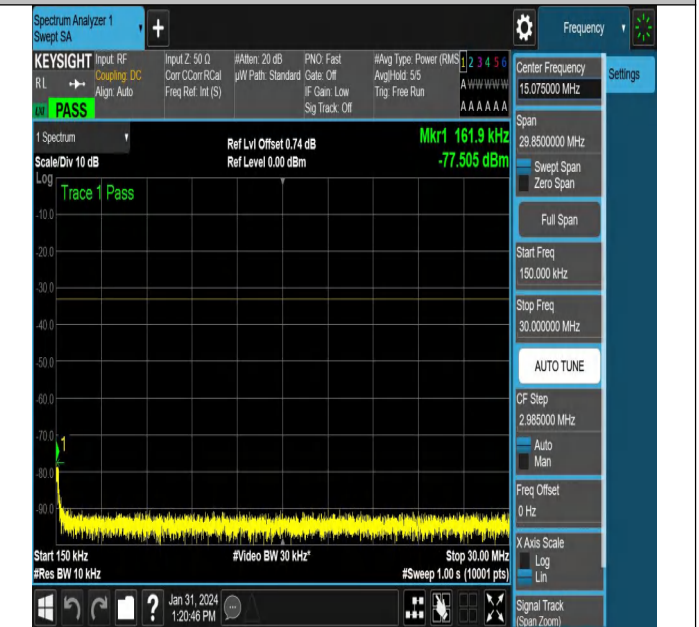 Spectrum Analyzer 1
Swept SA
Frequency
KEYSIGHT
RL
PASS
Input: RF
Coupling: DC
Align: Auto
Input Z: 50 Ω
Corr CCorr RCal
Freq Ref: Int (S)
#Atten: 20 dB
µW Path: Standard
PNO: Fast
Gate: Off
IF Gain: Low
Sig Track: Off
#Avg Type: Power (RMS
Avg|Hold: 5/5
Trig: Free Run
1 2 3 4 5 6
A W W W W W
A A A A A A
1 Spectrum
Scale/Div 10 dB
Ref Lvl Offset 0.74 dB
Ref Level 0.00 dBm
Mkr1 161.9 kHz
-77.505 dBm
Log
Trace 1 Pass
-10.0
-20.0
-30.0
-40.0
-50.0
-60.0
-70.0
1
-80.0
-90.0
Start 150 kHz
#Res BW 10 kHz
#Video BW 30 kHz*
Stop 30.00 MHz
#Sweep 1.00 s (10001 pts)
?
Jan 31, 2024
1:20:46 PM
Center Frequency
15.075000 MHz
Settings
Span
29.8500000 MHz
Swept Span
Zero Span
Full Span
Start Freq
150.000 kHz
Stop Freq
30.000000 MHz
AUTO TUNE
CF Step
2.985000 MHz
Auto
Man
Freq Offset
0 Hz
X Axis Scale
Log
Lin
Signal Track
(Span Zoom)